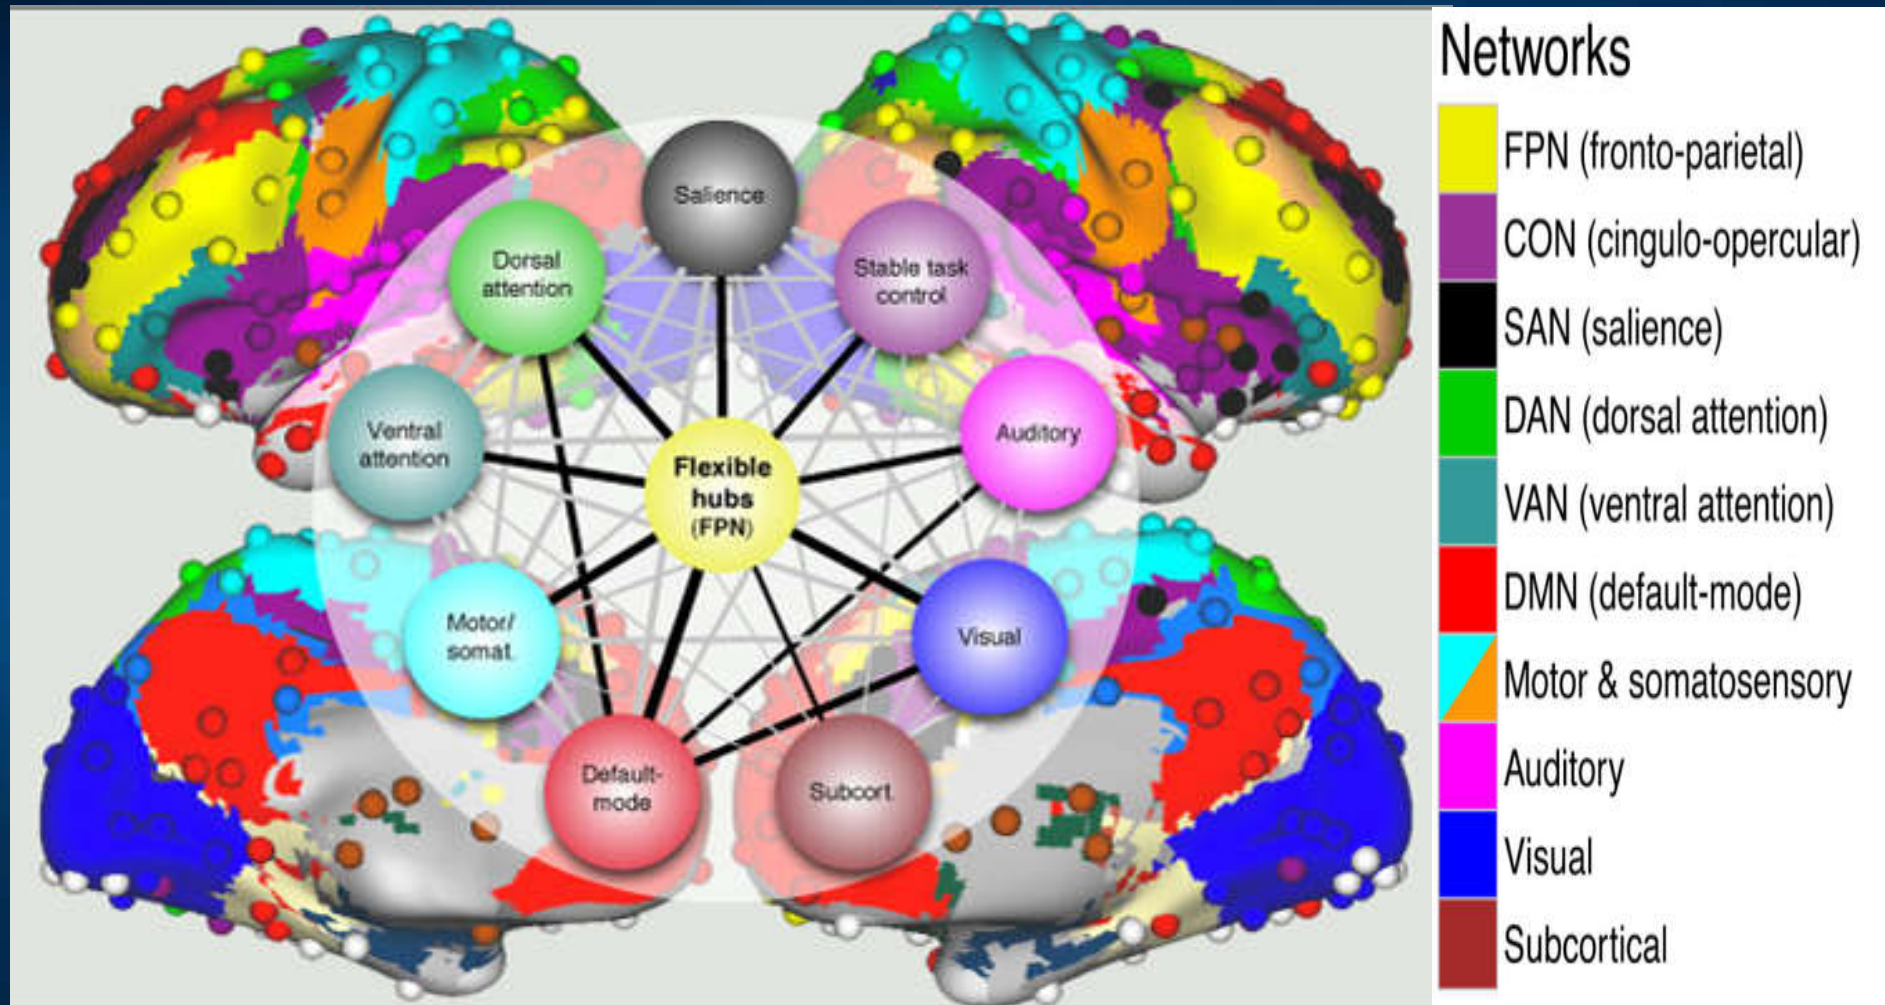 Salience
Dorsal
attention
Stable task
control
Ventral
attention
Flexible
hubs
(FPN)
Auditory
Motor/
somat.
Visual
Default-
mode
Subcort.
Networks
FPN (fronto-parietal)
CON (cingulo-opercular)
SAN (salience)
DAN (dorsal attention)
VAN (ventral attention)
DMN (default-mode)
Motor & somatosensory
Auditory
Visual
Subcortical